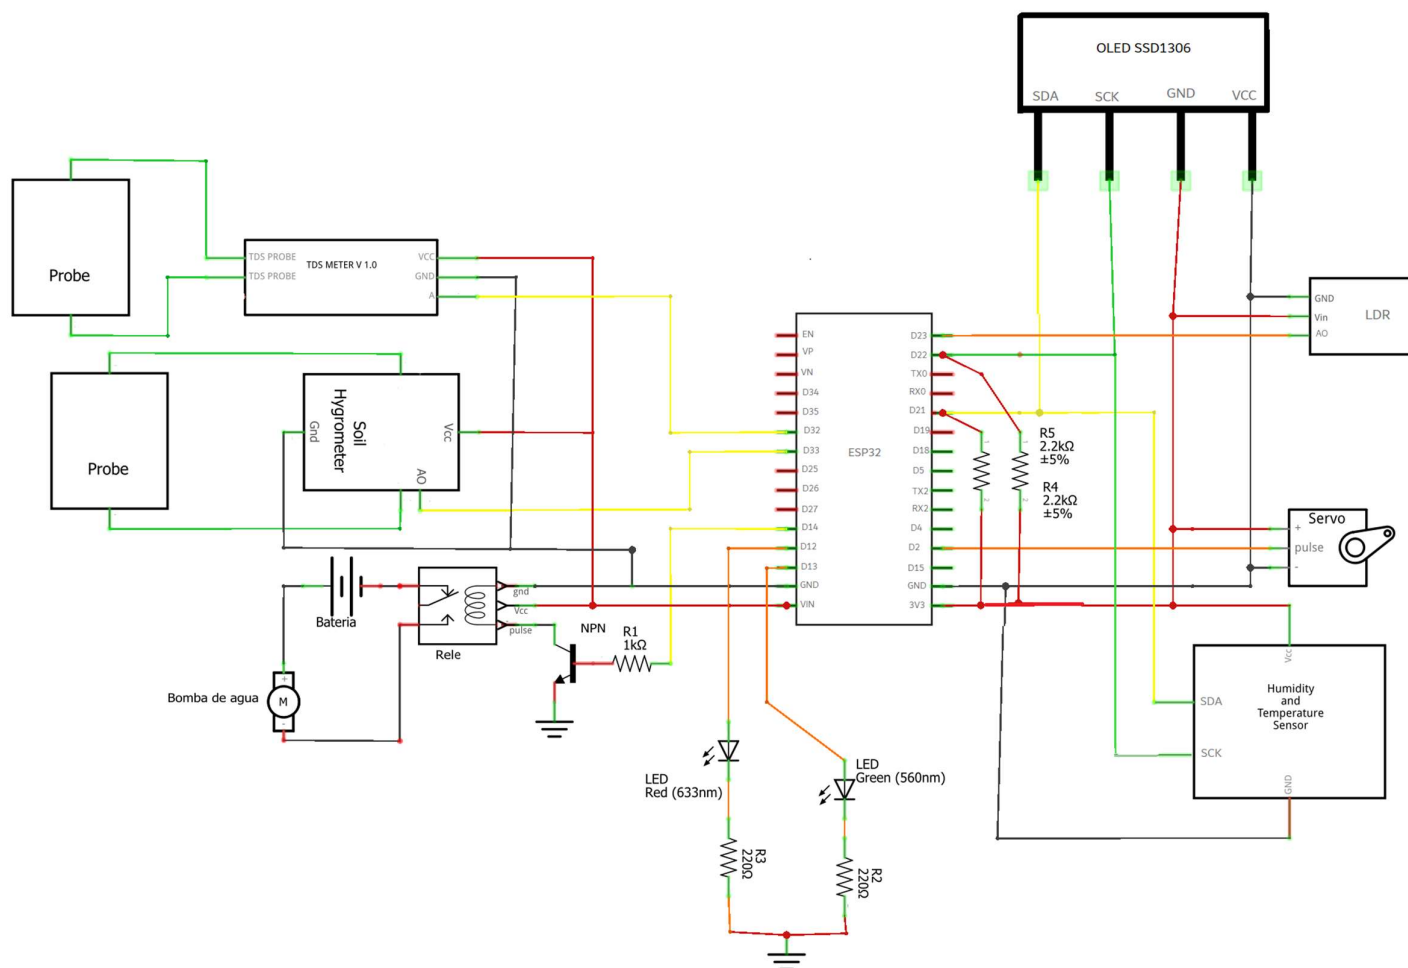 OLED SSD1306
SDA
SCK
GND
VCC
Probe
TDS PROBE
TDS PROBE
TDS METER V 1.0
VCC
GND
A
Probe
Soil
Hygrometer
Gnd
Vcc
AO
ESP32
EN
VP
VN
D34
D35
D32
D33
D25
D26
D27
D14
D12
D13
GND
VIN
D23
D22
TX0
RX0
D21
D19
D18
D5
TX2
RX2
D4
D2
D15
GND
3V3
GND
Vin
AO
LDR
R5
2.2kΩ
±5%
R4
2.2kΩ
±5%
1
1
2
2
Servo
+
pulse
-
Bateria
Rele
gnd
Vcc
pulse
NPN
R1
1kΩ
Bomba de agua
+
M
-
LED
Red (633nm)
LED
Green (560nm)
R3
220Ω
R2
220Ω
Vcc
SDA
SCK
GND
Humidity
and
Temperature
Sensor